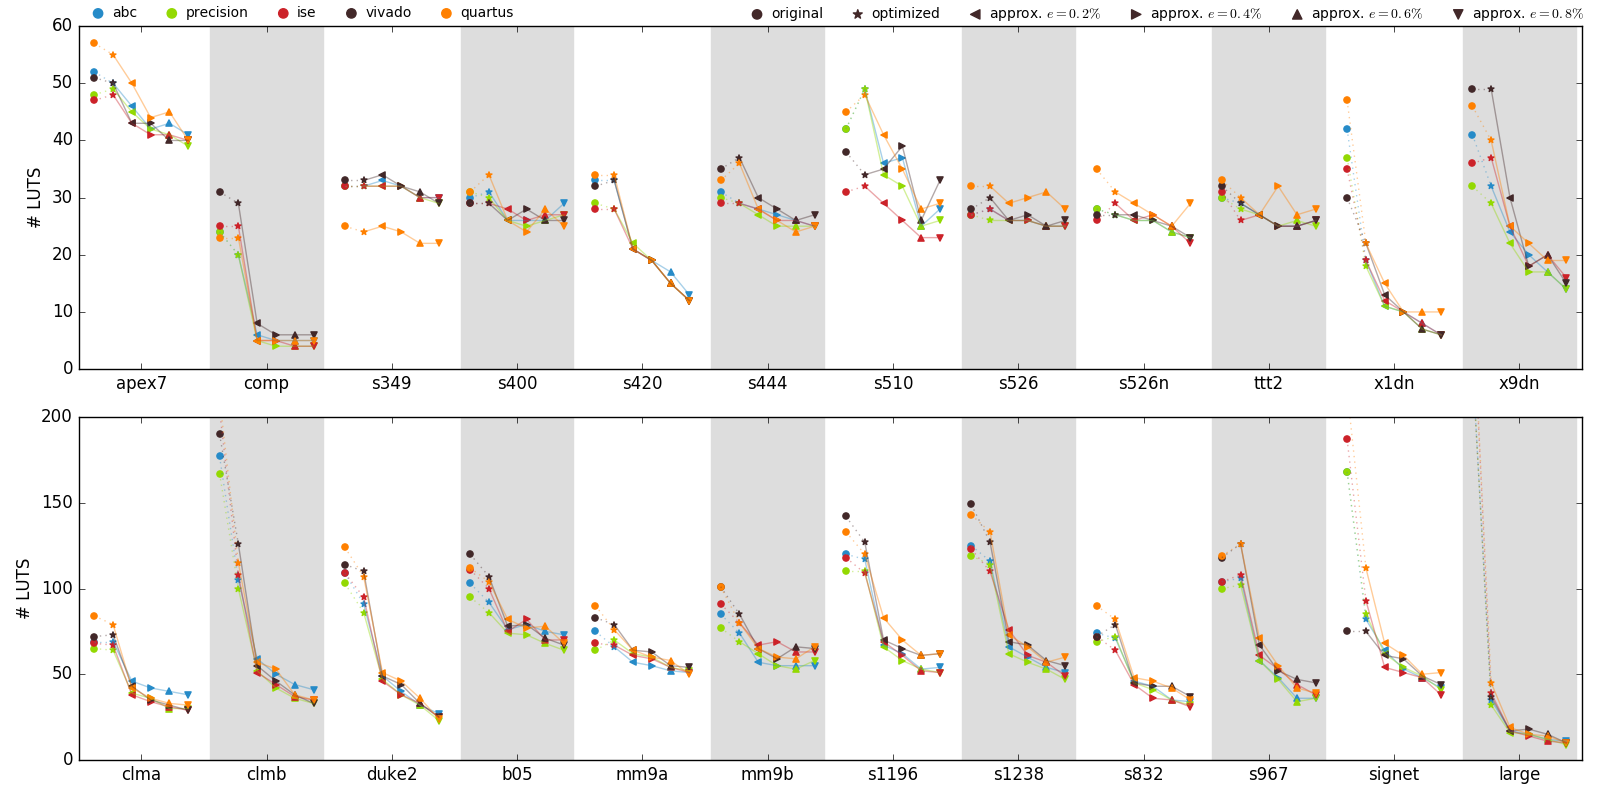 abc precision ise vivado quartus original optimized approx. e=0.2% approx. e=0.4% approx. e=0.6% approx. e=0.8%
60
50
40
30
20
10
0
# LUTS
apex7 comp s349 s400 s420 s444 s510 s526 s526n ttt2 x1dn x9dn
200
150
100
50
0
# LUTS
clma clmb duke2 b05 mm9a mm9b s1196 s1238 s832 s967 signet large